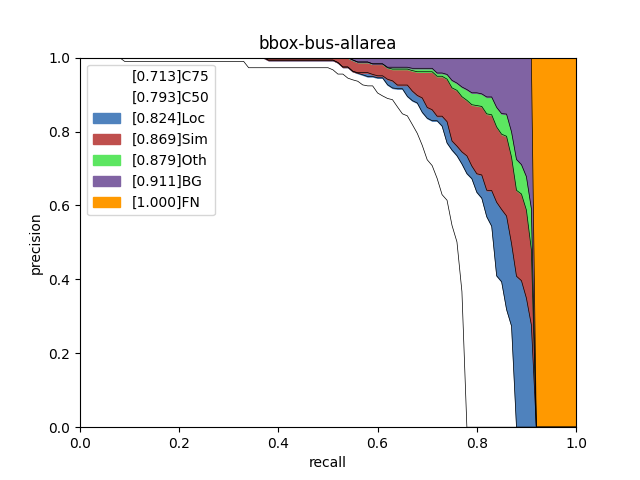 bbox-bus-allarea
[0.713]C75
[0.793]C50
[0.824]Loc
[0.869]Sim
[0.879]Oth
[0.911]BG
[1.000]FN
precision
1.0
0.8
0.6
0.4
0.2
0.0
0.0 0.2 0.4 0.6 0.8 1.0
recall